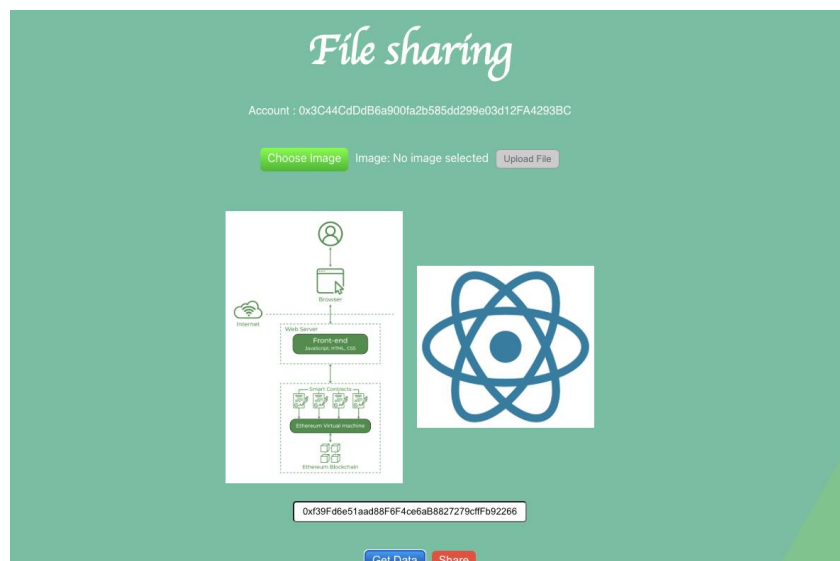 File sharing
Account : 0x3C44CdDdB6a900fa2b585dd299e03d12FA4293BC
Choose Image Image: No image selected Upload File
Browser
Internet
Web Server
Front-end
JavaScript, HTML, CSS
Smart Contracts
Ethereum Virtual machine
Ethereum Blockchain
0xf39Fd6e51aad88F6F4ce6aB8827279cffFb92266
Get Data Share